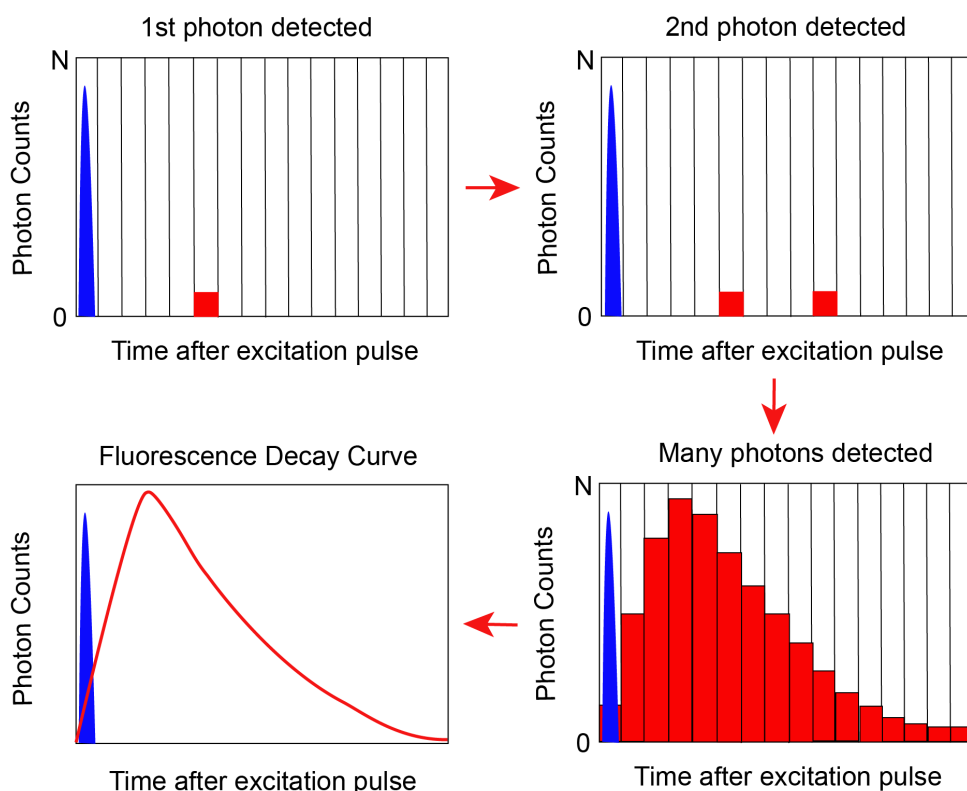 1st photon detected
N
Photon Counts
0
Time after excitation pulse
2nd photon detected
N
Photon Counts
0
Time after excitation pulse
Fluorescence Decay Curve
Photon Counts
Time after excitation pulse
Many photons detected
N
Photon Counts
0
Time after excitation pulse